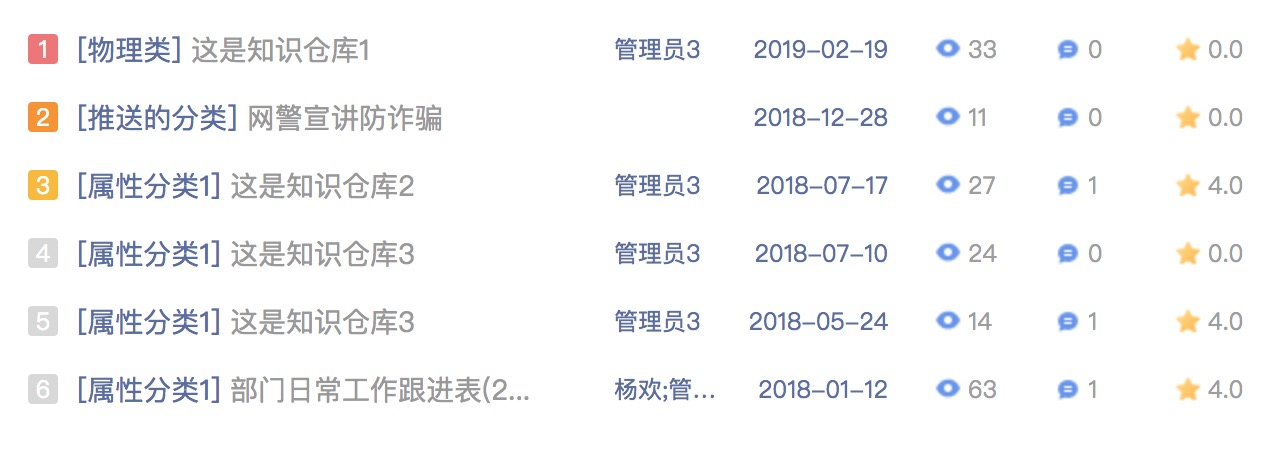 1 [物理类] 这是知识仓库1 管理员3 2019-02-19 33 0 0.0
2 [推送的分类] 网警宣讲防诈骗 2018-12-28 11 0 0.0
3 [属性分类1] 这是知识仓库2 管理员3 2018-07-17 27 1 4.0
4 [属性分类1] 这是知识仓库3 管理员3 2018-07-10 24 0 0.0
5 [属性分类1] 这是知识仓库3 管理员3 2018-05-24 14 1 4.0
6 [属性分类1] 部门日常工作跟进表(2... 杨欢;管... 2018-01-12 63 1 4.0